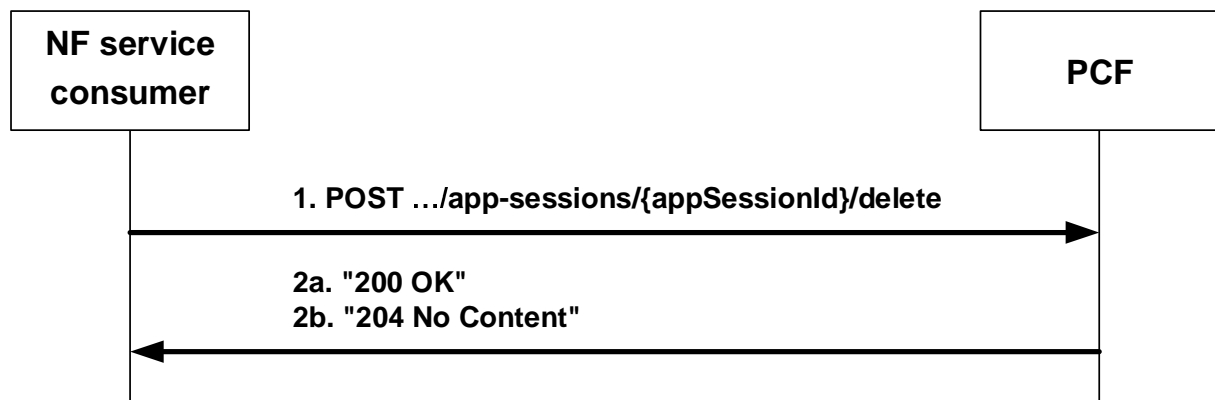 NF service
consumer
PCF
1. POST …/app-sessions/{appSessionId}/delete
2a. "200 OK"
2b. "204 No Content"